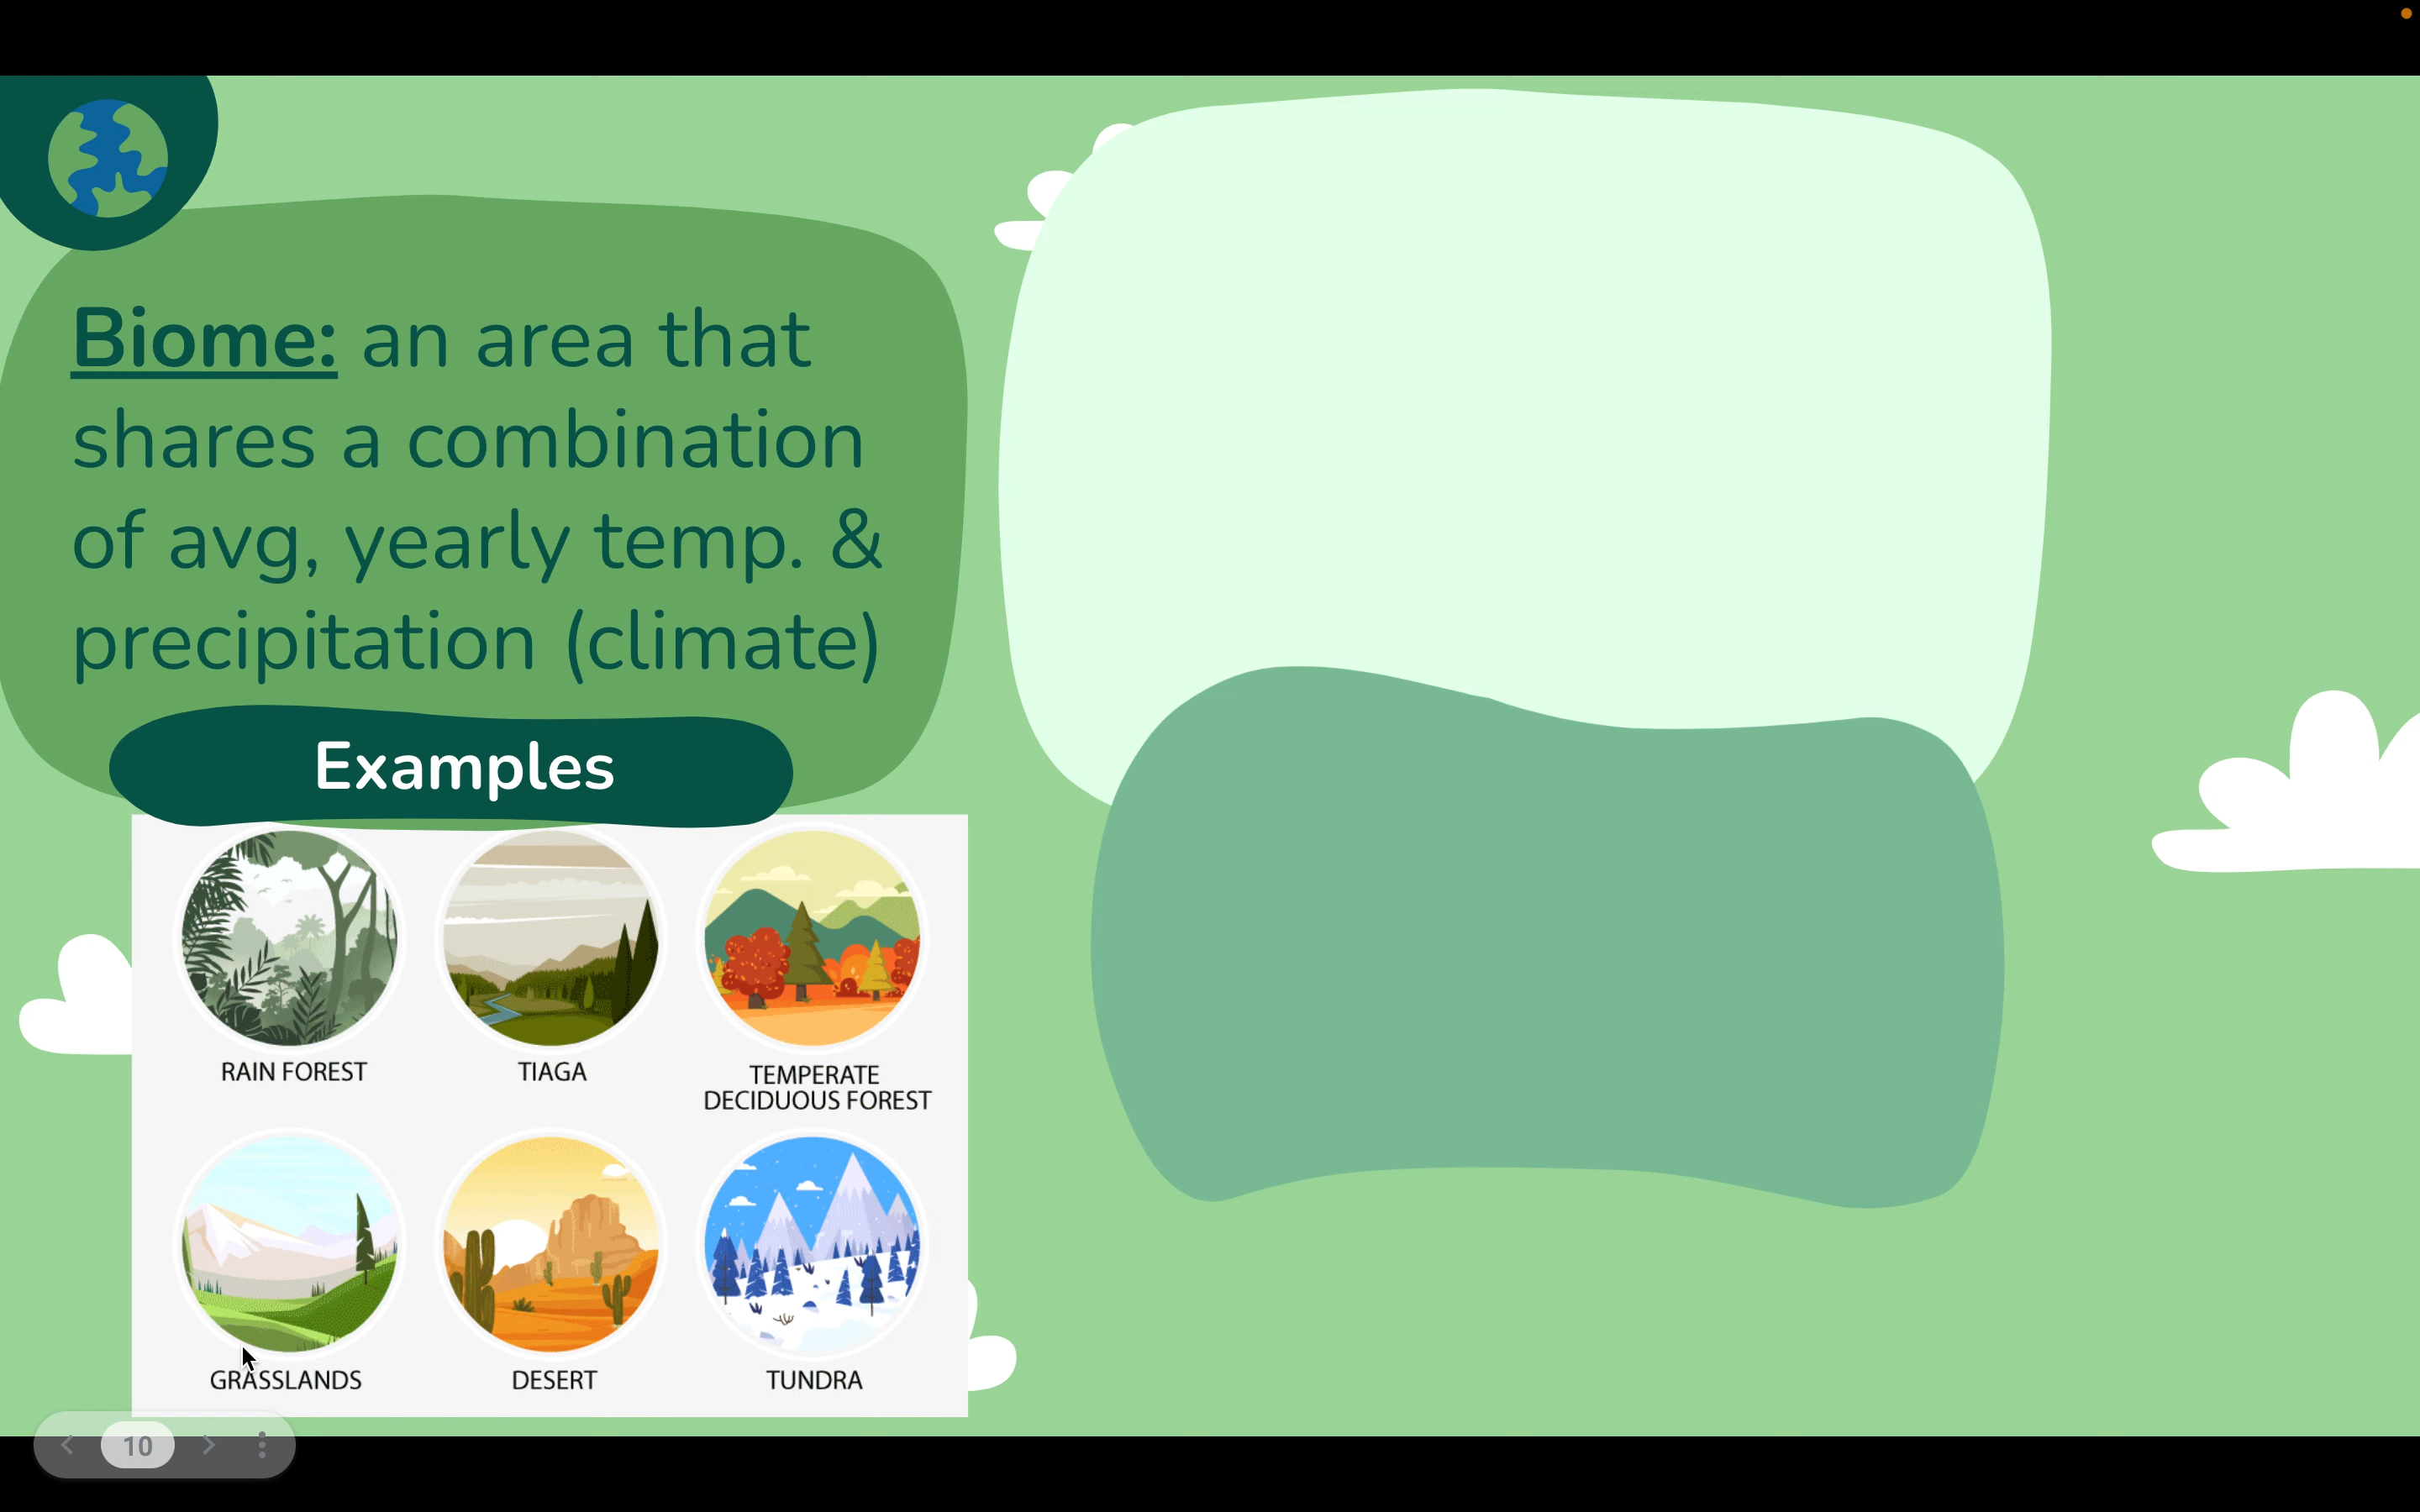 Biome: an area that
shares a combination
of avg, yearly temp. &
precipitation (climate)
Examples
RAIN FOREST
TIAGA
TEMPERATE
DECIDUOUS FOREST
GRASSLANDS
DESERT
TUNDRA
10